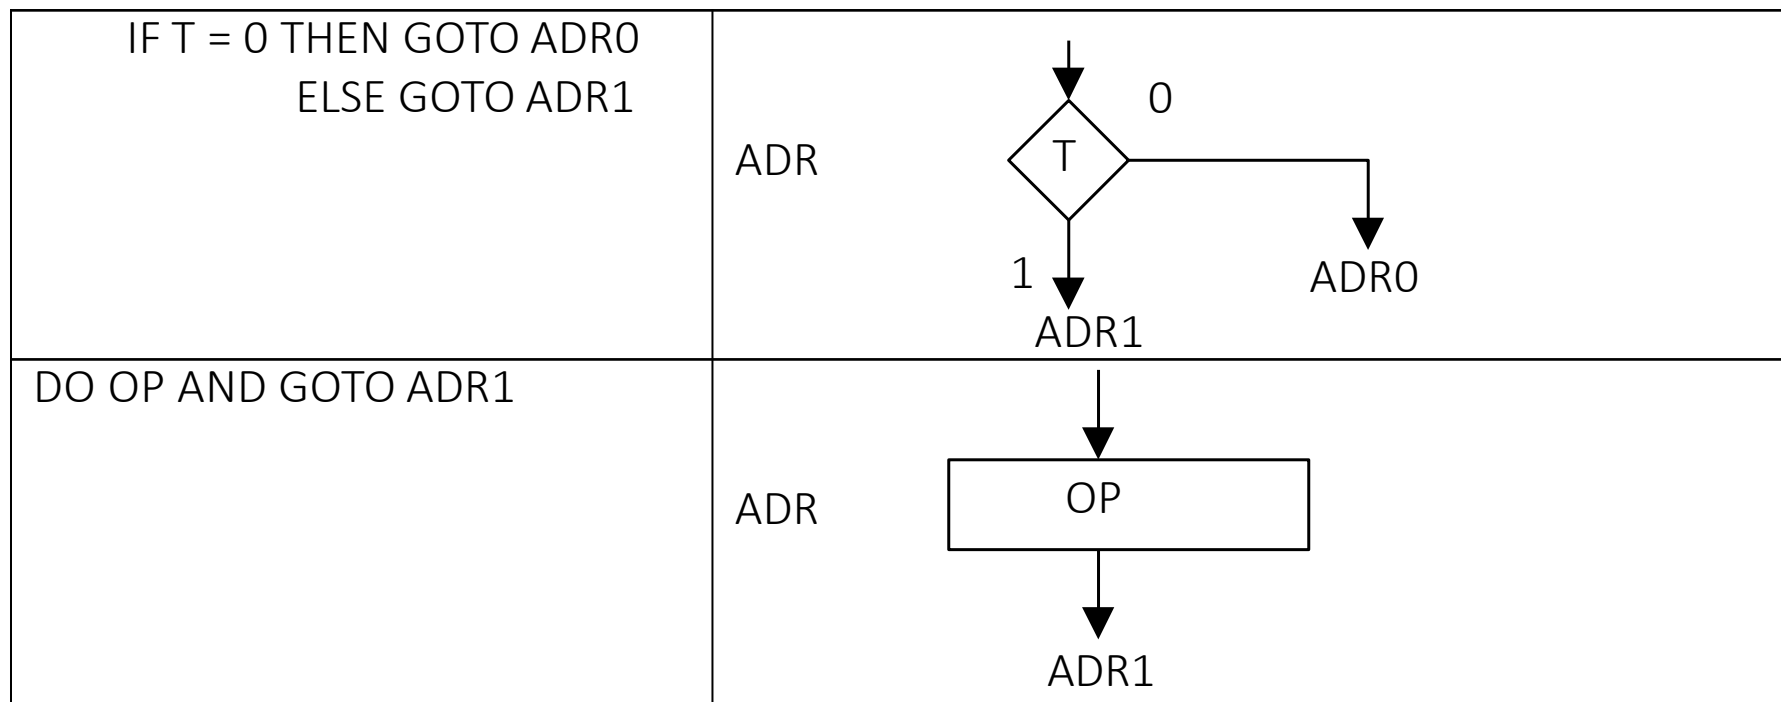 IF T = 0 THEN GOTO ADR0
ELSE GOTO ADR1
0
ADR
T
1
ADR0
ADR1
DO OP AND GOTO ADR1
ADR
OP
ADR1